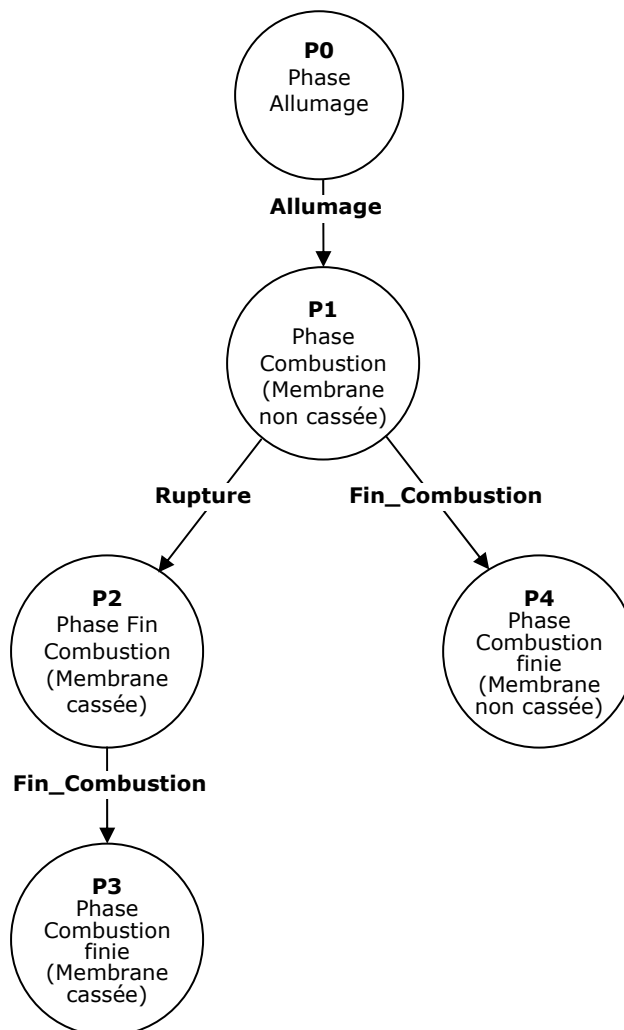 P0
Phase
Allumage
Allumage
P1
Phase
Combustion
(Membrane
non cassée)
Rupture
Fin_Combustion
P2
Phase Fin
Combustion
(Membrane
cassée)
P4
Phase
Combustion
finie
(Membrane
non cassée)
Fin_Combustion
P3
Phase
Combustion
finie
(Membrane
cassée)